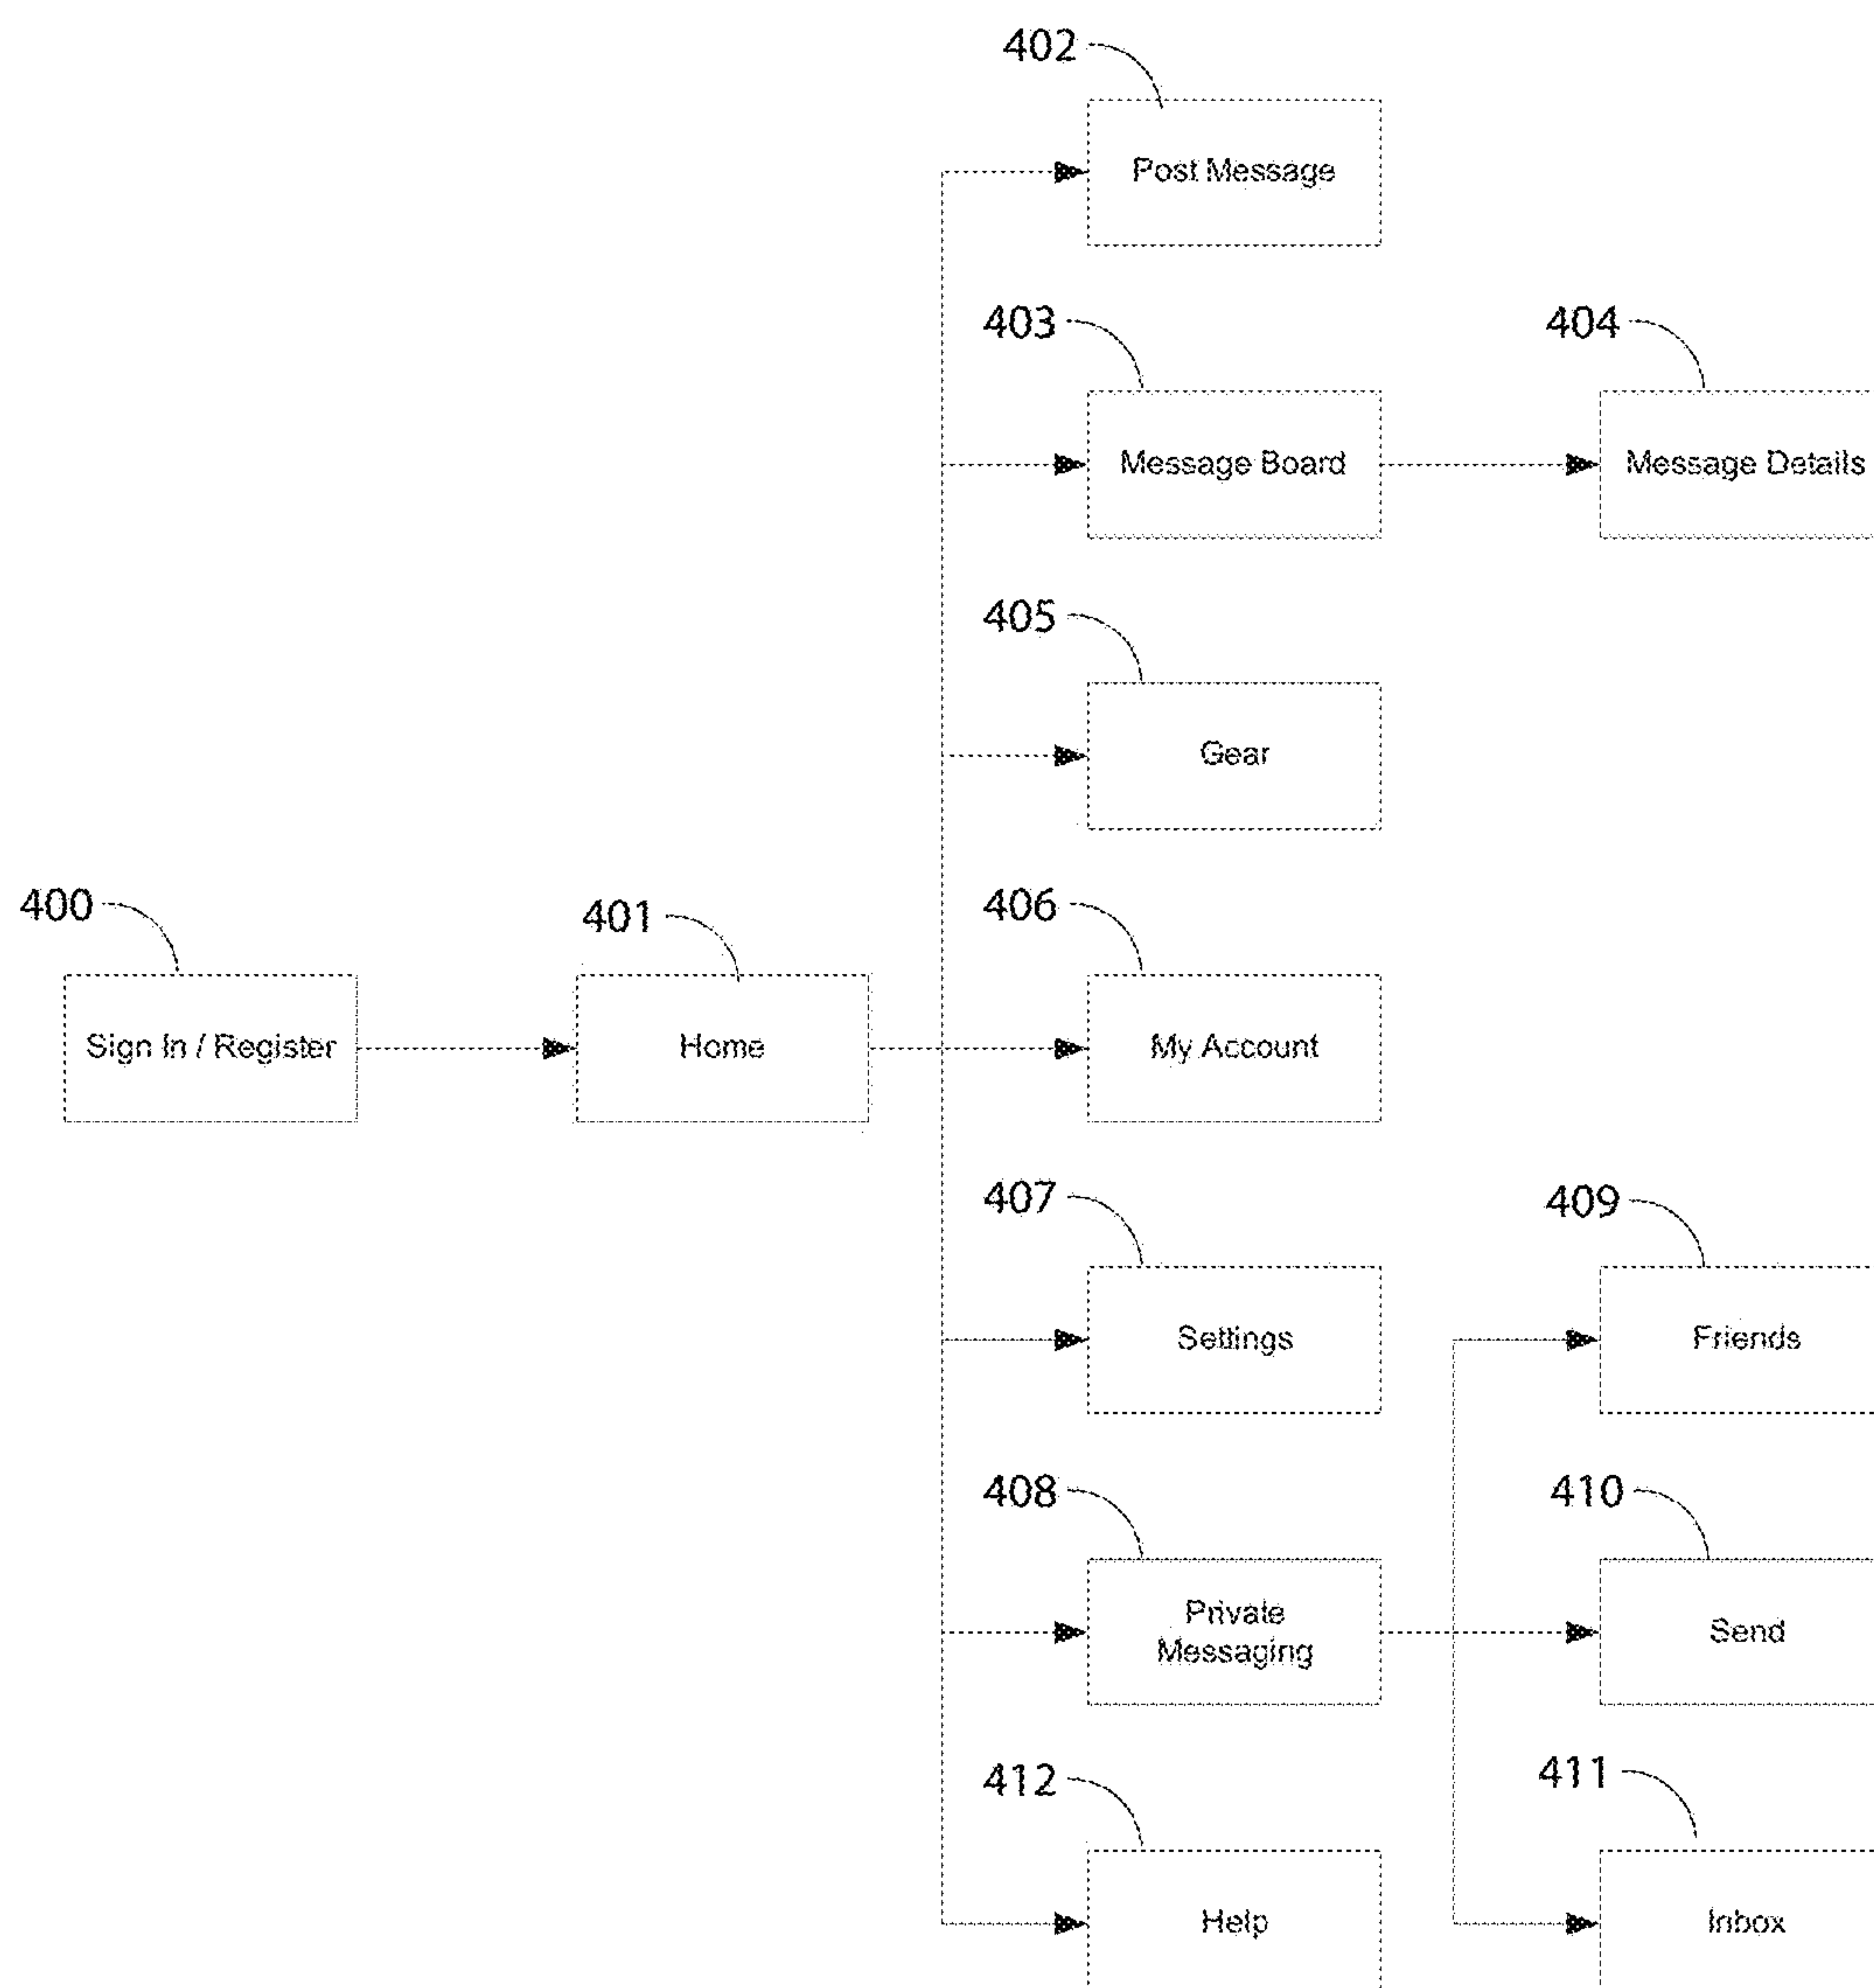 402
Post Message
403
404
Message Board
Message Details
405
Gear
400
401
406
Sign In / Register
Home
My Account
407
409
Settings
Friends
408
410
Private
Messaging
Send
412
411
Help
Inbox